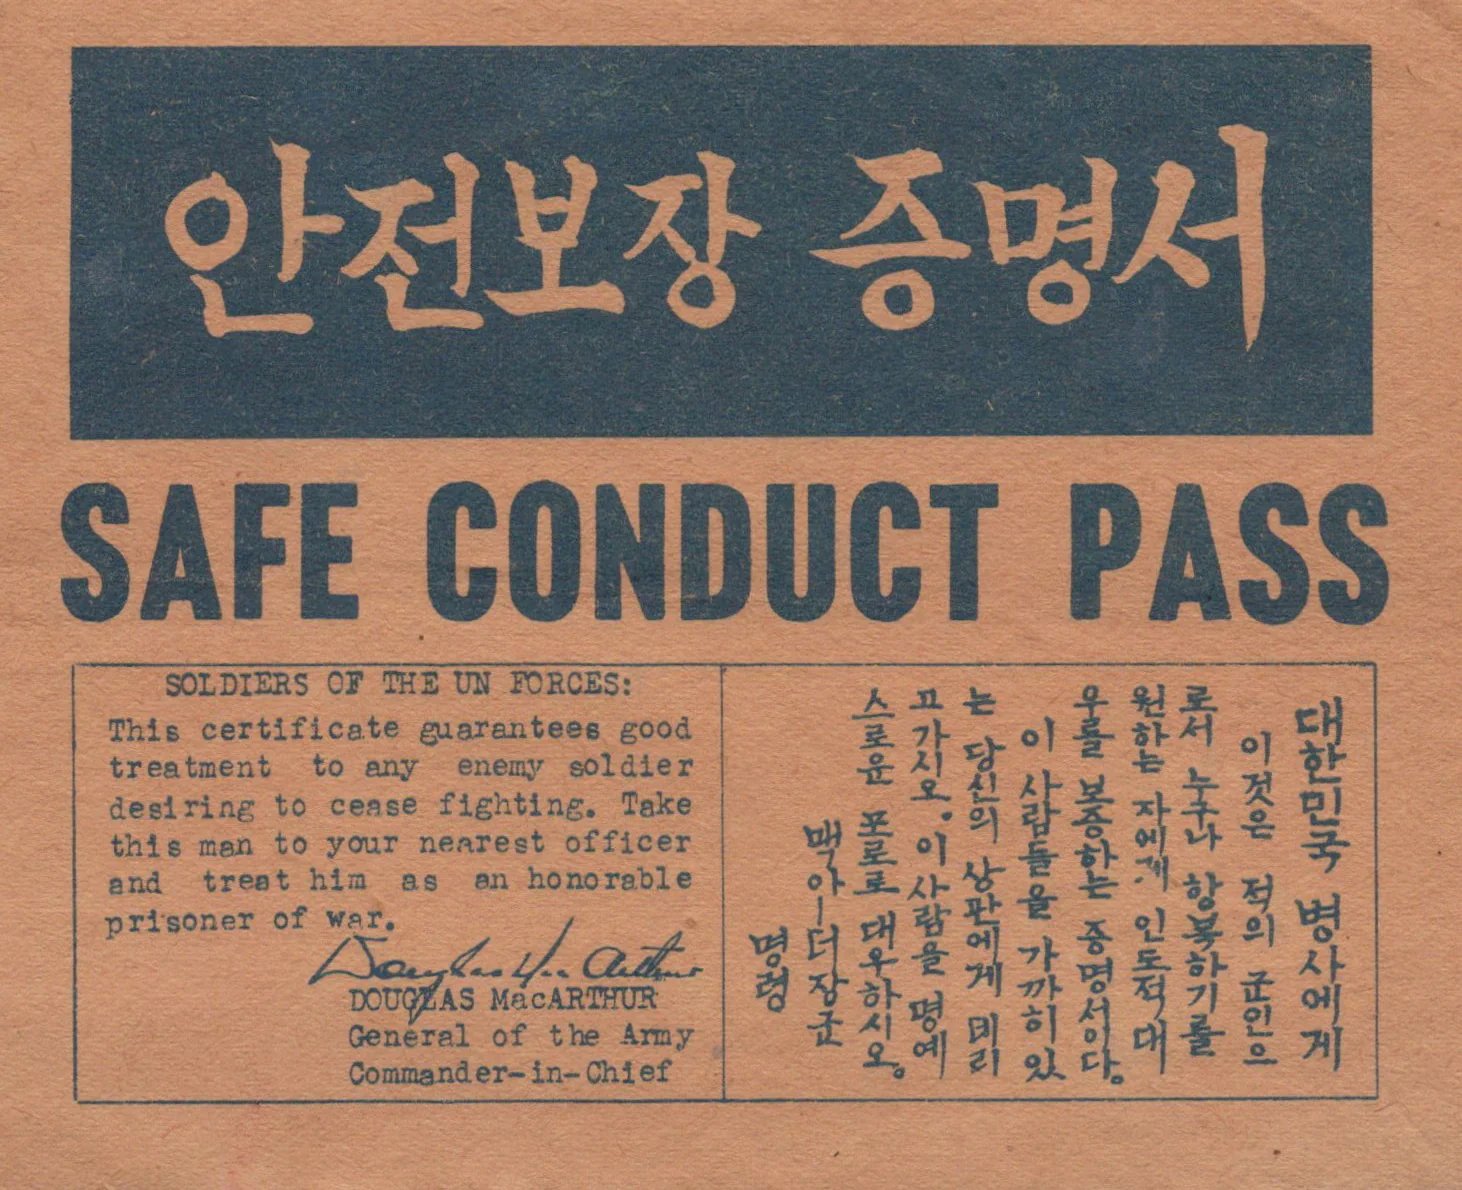 안전보장 증명서
SAFE CONDUCT PASS
SOLDIERS OF THE UN FORCES:
This certificate guarantees good
treatment to any enemy soldier
desiring to cease fighting. Take
this man to your nearest officer
and treat him as an honorable
prisoner of war.
Douglas MacArthur
DOUGLAS MacARTHUR
General of the Army
Commander-in-Chief
대한민국 병사에게
이것은 적의 군인으
로서 누구나 항복하기를
원하는 자에게 인도적 대
우를 보증하는 증명서이다.
이 사람들을 가까히 있
는 당신의 상관에게 데리
고 가시오. 이 사람을 명예
스로운 포로로 대우하시오.
맥아-더 장군
명령